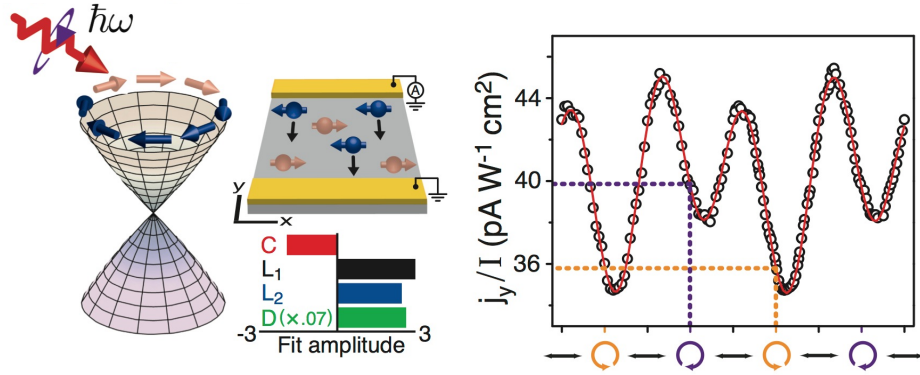 ħω
A
y
x
C
L₁
L₂
D(×.07)
-3
3
Fit amplitude
jy/I (pA W⁻¹ cm²)
44
40
36